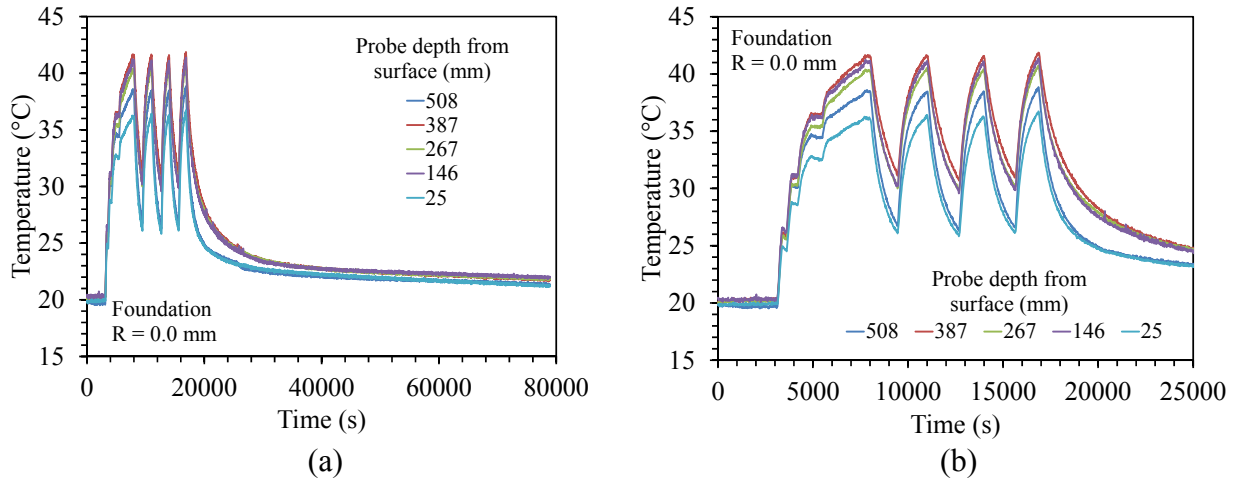 45
40
35
30
25
20
15
Temperature (°C)
Probe depth from
surface (mm)
508
387
267
146
25
Foundation
R = 0.0 mm
0 20000 40000 60000 80000
Time (s)
(a)
45
40
35
30
25
20
15
Temperature (°C)
Foundation
R = 0.0 mm
Probe depth from
surface (mm)
508 387 267 146 25
0 5000 10000 15000 20000 25000
Time (s)
(b)